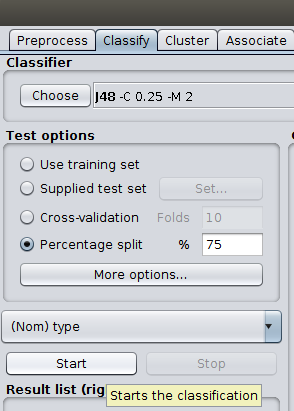 Preprocess Classify Cluster Associate
Classifier
Choose J48 -C 0.25 -M 2
Test options
Use training set
Supplied test set Set...
Cross-validation Folds 10
Percentage split % 75
More options...
(Nom) type
Start Stop
Result list (rig
Starts the classification